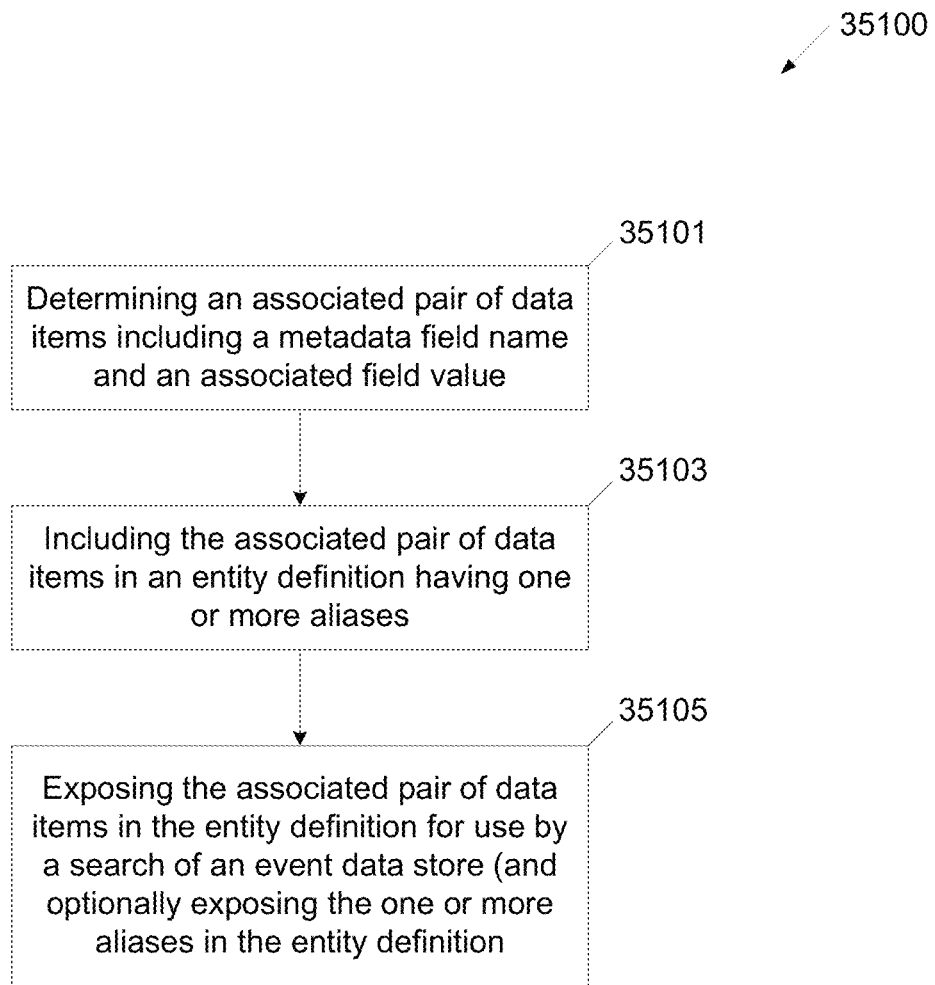 35100
35101
Determining an associated pair of data
items including a metadata field name
and an associated field value
35103
Including the associated pair of data
items in an entity definition having one
or more aliases
35105
Exposing the associated pair of data
items in the entity definition for use by
a search of an event data store (and
optionally exposing the one or more
aliases in the entity definition